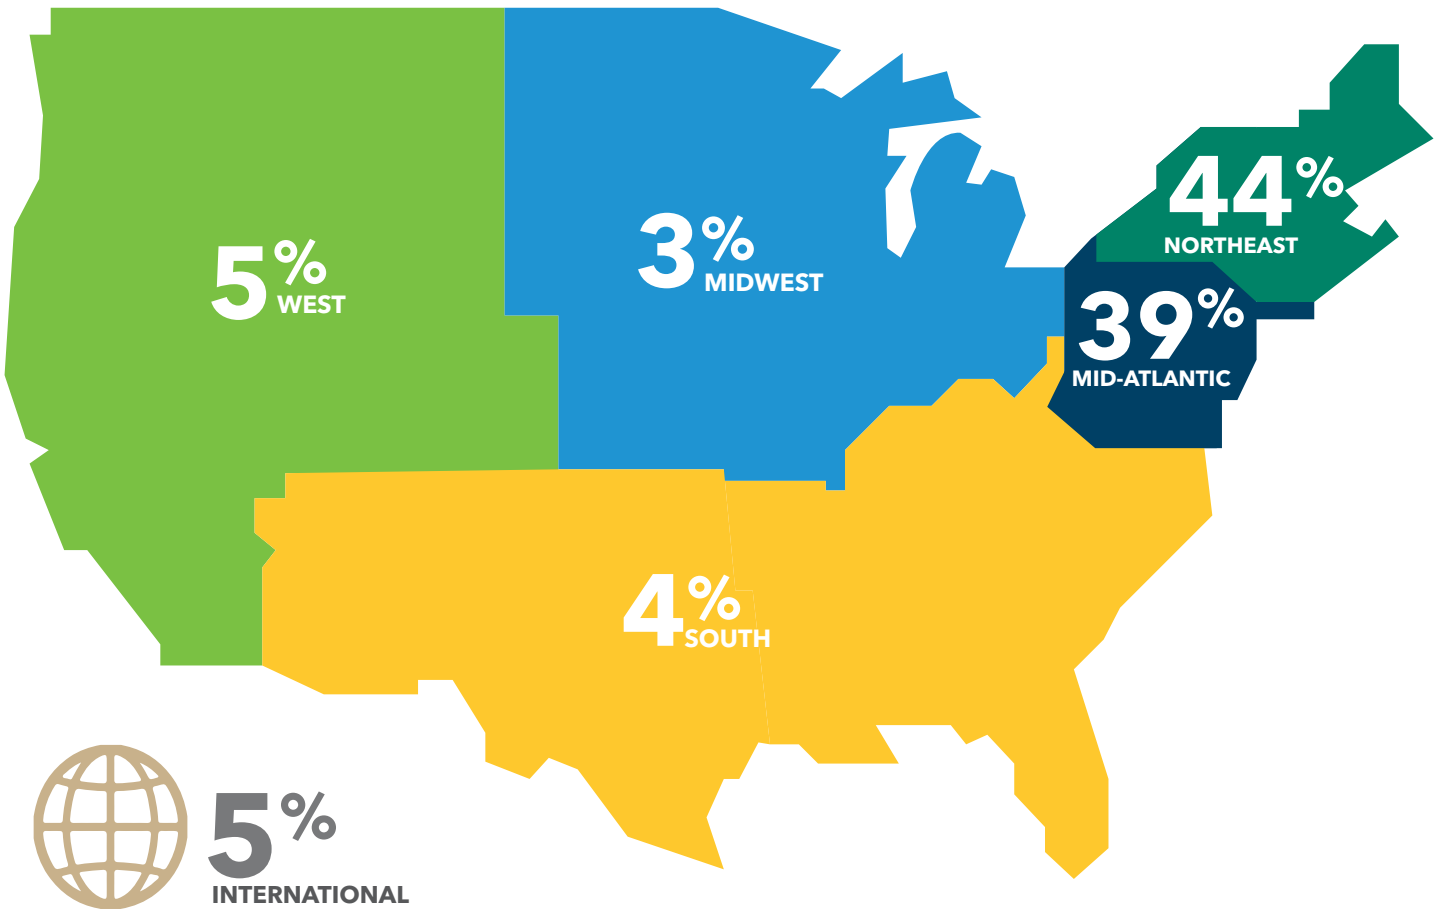 44%
NORTHEAST
5%
WEST
3%
MIDWEST
39%
MID-ATLANTIC
4%
SOUTH
5%
INTERNATIONAL